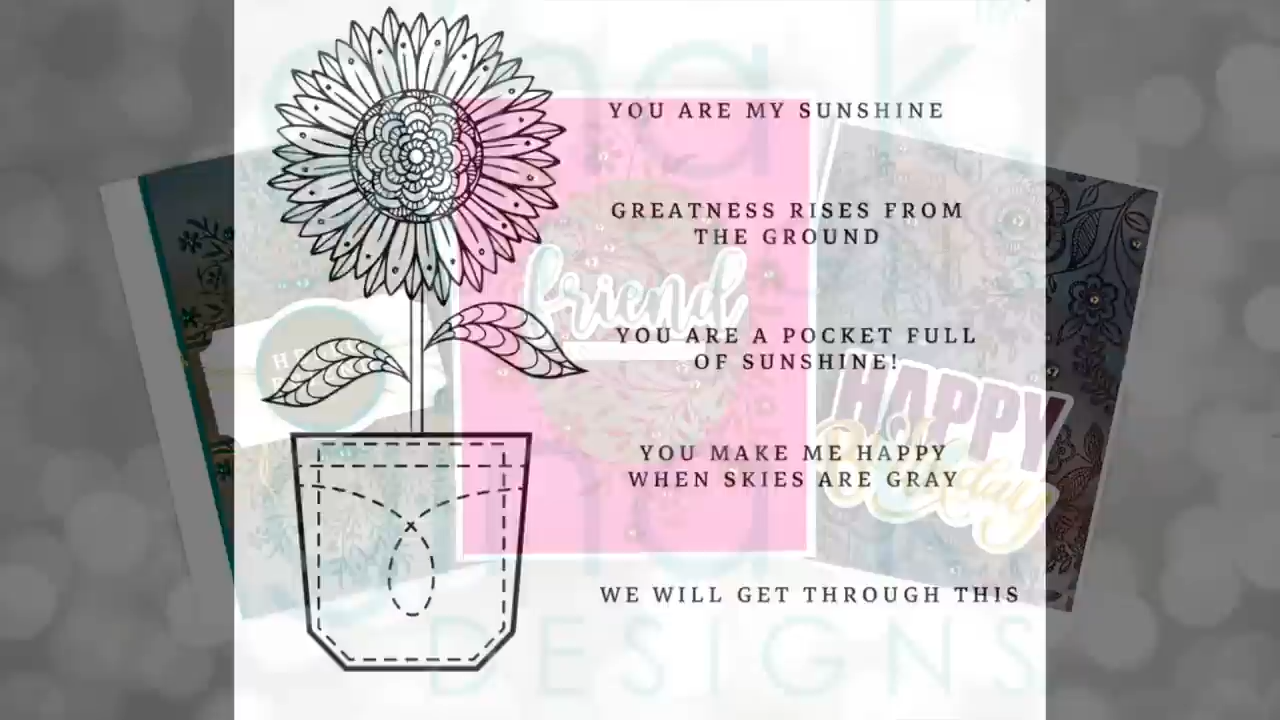 YOU ARE MY SUNSHINE
GREATNESS RISES FROM
THE GROUND
friend
YOU ARE A POCKET FULL
OF SUNSHINE!
HAPPY
Birthday
YOU MAKE ME HAPPY
WHEN SKIES ARE GRAY
WE WILL GET THROUGH THIS
DESIGNS